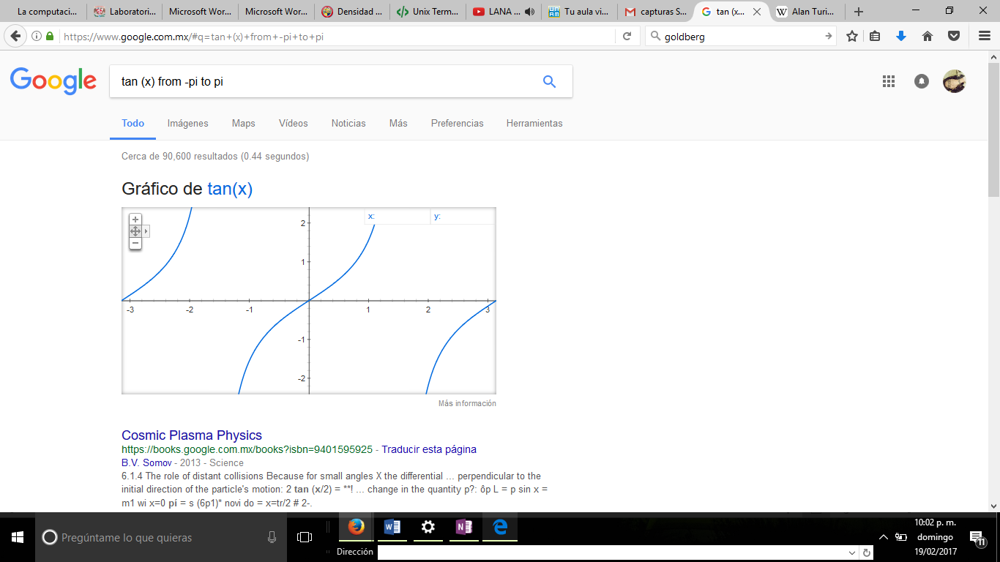 La computaci...
Laboratori...
Microsoft Wor...
Microsoft Wor...
Densidad ...
Unix Term...
LANA ...
Tu aula vi...
capturas S...
tan (x...
Alan Turi...
https://www.google.com.mx/#q=tan+(x)+from+-pi+to+pi
goldberg
Google
tan (x) from -pi to pi
Todo Imágenes Maps Vídeos Noticias Más Preferencias Herramientas
Cerca de 90,600 resultados (0.44 segundos)
Gráfico de tan(x)
x: y:
2
1
-3 -2 -1 1 2 3
-1
-2
Más información
Cosmic Plasma Physics
https://books.google.com.mx/books?isbn=9401595925 - Traducir esta página
B.V. Somov - 2013 - Science
6.1.4 The role of distant collisions Because for small angles X the differential ... perpendicular to the
initial direction of the particle's motion: 2 tan (x/2) = **! ... change in the quantity p?: ôp L = p sin x =
m1 wi x=0 pi = s (6p1)* novi do = x=tr/2 # 2-.
Pregúntame lo que quieras
10:02 p. m.
domingo
19/02/2017
11
Dirección